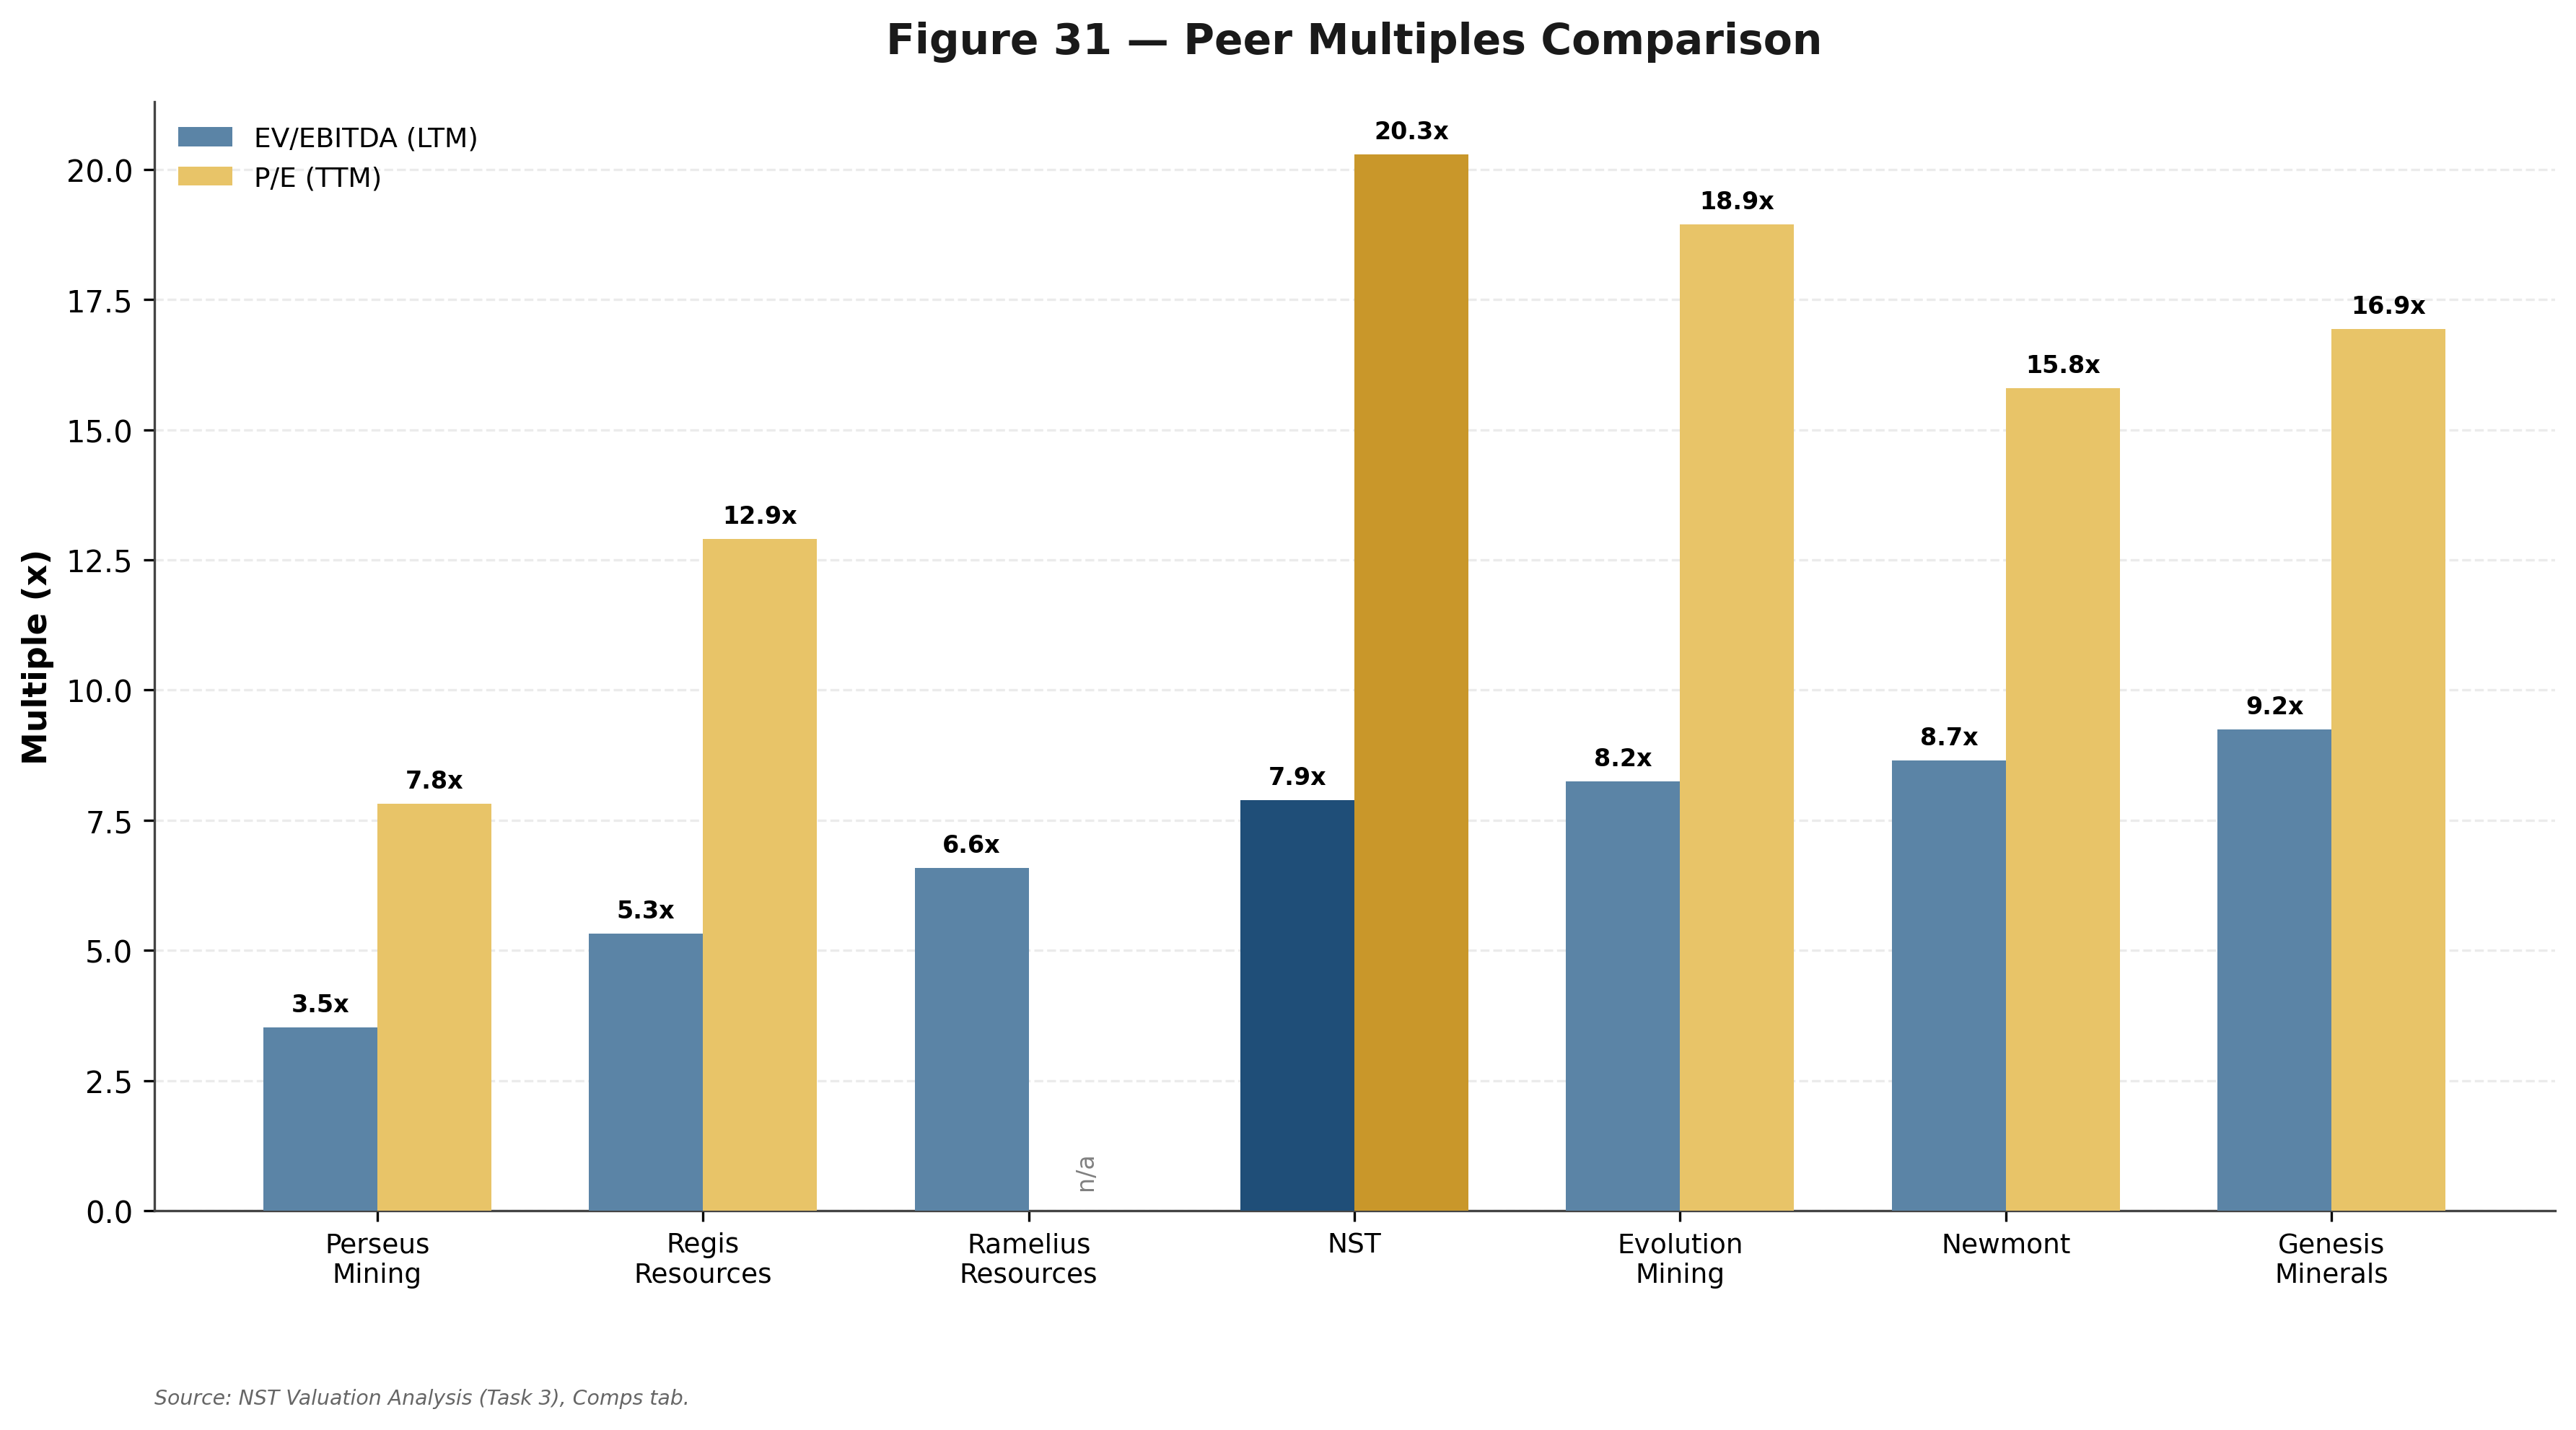 Figure 31 — Peer Multiples Comparison
EV/EBITDA (LTM)
P/E (TTM)
Multiple (x)
20.0
17.5
15.0
12.5
10.0
7.5
5.0
2.5
0.0
3.5x
7.8x
5.3x
12.9x
6.6x
n/a
7.9x
20.3x
8.2x
18.9x
8.7x
15.8x
9.2x
16.9x
Perseus
Mining
Regis
Resources
Ramelius
Resources
NST
Evolution
Mining
Newmont
Genesis
Minerals
Source: NST Valuation Analysis (Task 3), Comps tab.